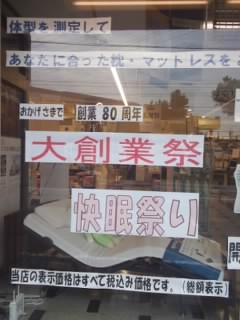 体型を測定して
あなたに合った枕・マットレスを
おかげさまで 創業80周年
大創業祭
快眠祭り
開
当店の表示価格はすべて税込み価格です。(総額表示)